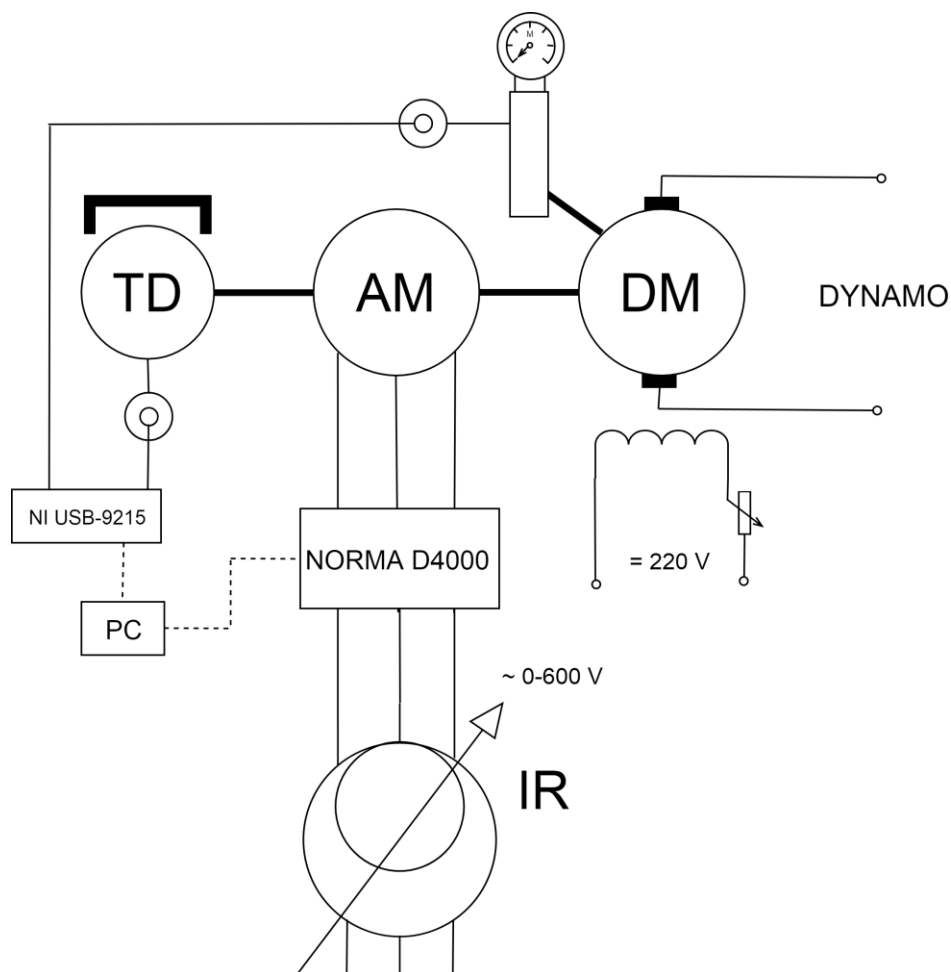 M
TD
AM
DM
DYNAMO
NI USB-9215
NORMA D4000
= 220 V
PC
~ 0-600 V
IR